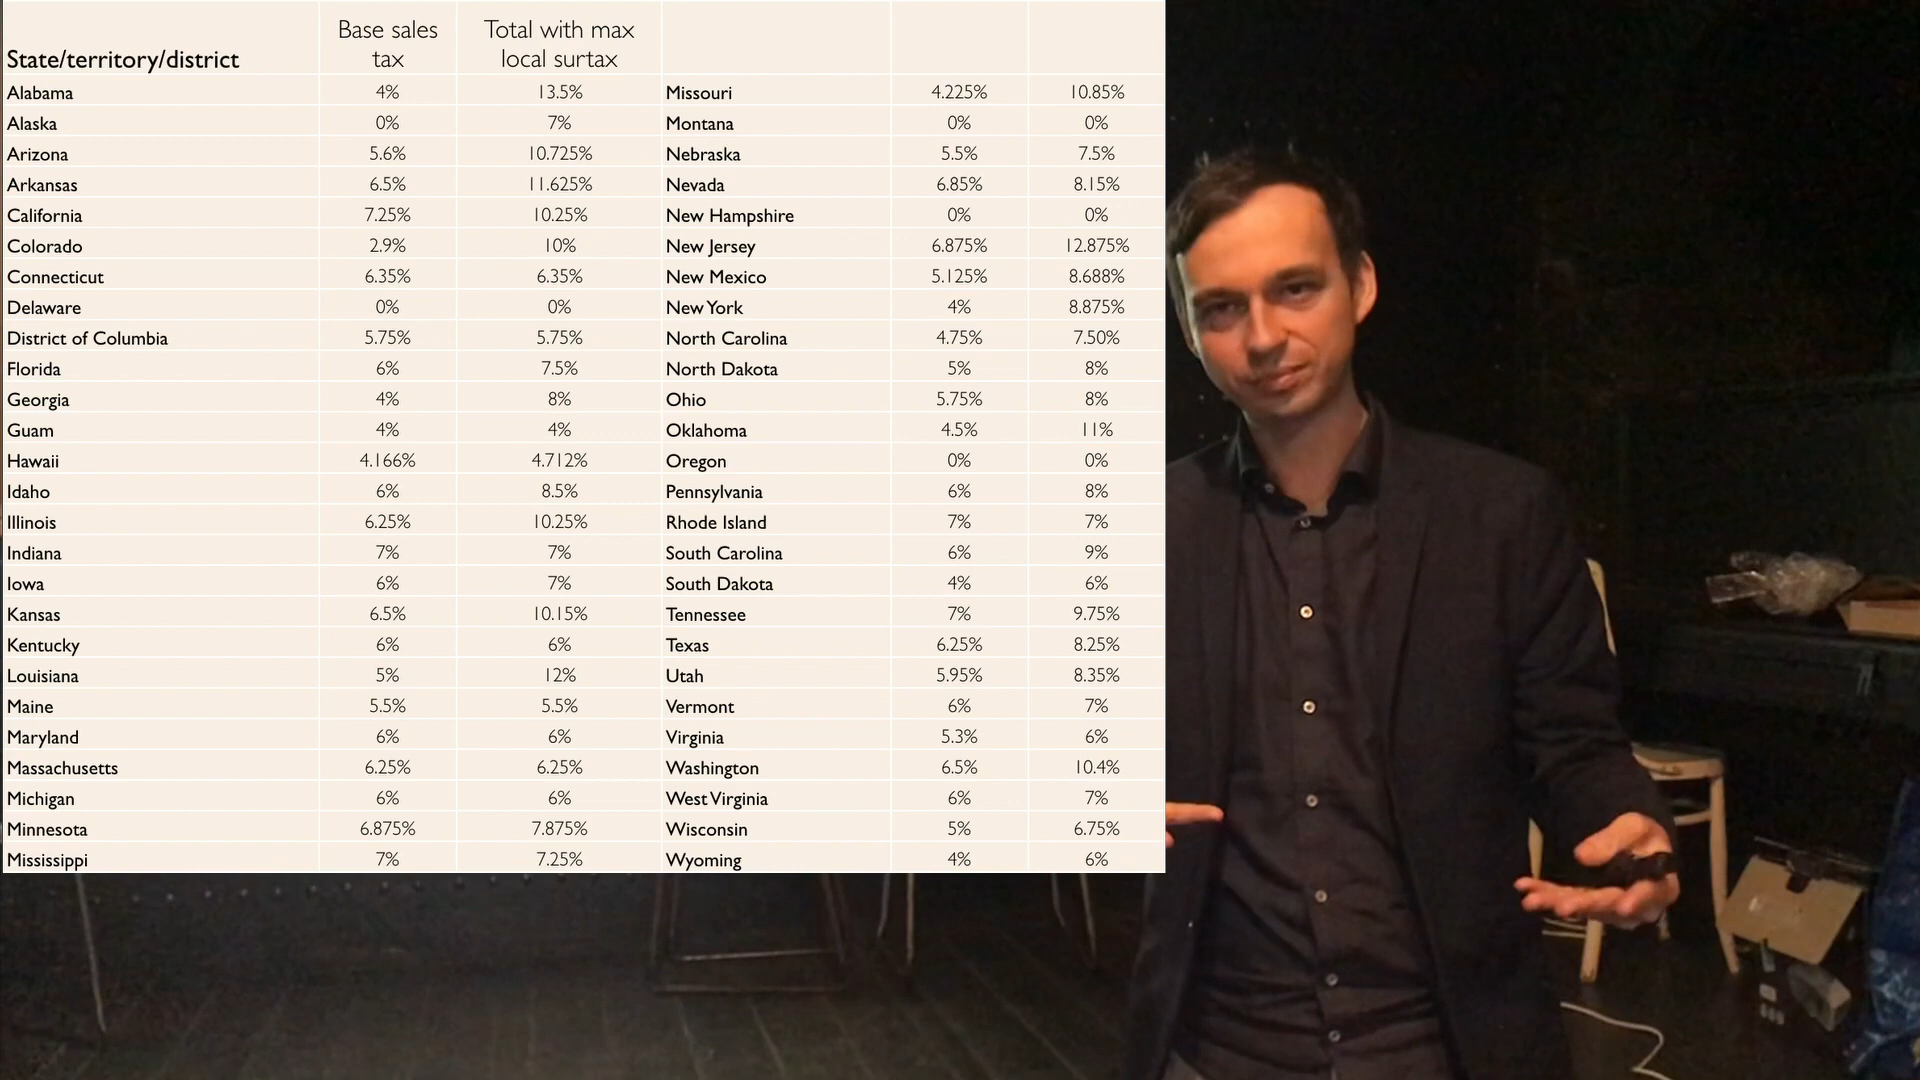 State/territory/district Base sales tax Total with max local surtax
Alabama 4% 13.5% Missouri 4.225% 10.85%
Alaska 0% 7% Montana 0% 0%
Arizona 5.6% 10.725% Nebraska 5.5% 7.5%
Arkansas 6.5% 11.625% Nevada 6.85% 8.15%
California 7.25% 10.25% New Hampshire 0% 0%
Colorado 2.9% 10% New Jersey 6.875% 12.875%
Connecticut 6.35% 6.35% New Mexico 5.125% 8.688%
Delaware 0% 0% New York 4% 8.875%
District of Columbia 5.75% 5.75% North Carolina 4.75% 7.50%
Florida 6% 7.5% North Dakota 5% 8%
Georgia 4% 8% Ohio 5.75% 8%
Guam 4% 4% Oklahoma 4.5% 11%
Hawaii 4.166% 4.712% Oregon 0% 0%
Idaho 6% 8.5% Pennsylvania 6% 8%
Illinois 6.25% 10.25% Rhode Island 7% 7%
Indiana 7% 7% South Carolina 6% 9%
Iowa 6% 7% South Dakota 4% 6%
Kansas 6.5% 10.15% Tennessee 7% 9.75%
Kentucky 6% 6% Texas 6.25% 8.25%
Louisiana 5% 12% Utah 5.95% 8.35%
Maine 5.5% 5.5% Vermont 6% 7%
Maryland 6% 6% Virginia 5.3% 6%
Massachusetts 6.25% 6.25% Washington 6.5% 10.4%
Michigan 6% 6% West Virginia 6% 7%
Minnesota 6.875% 7.875% Wisconsin 5% 6.75%
Mississippi 7% 7.25% Wyoming 4% 6%